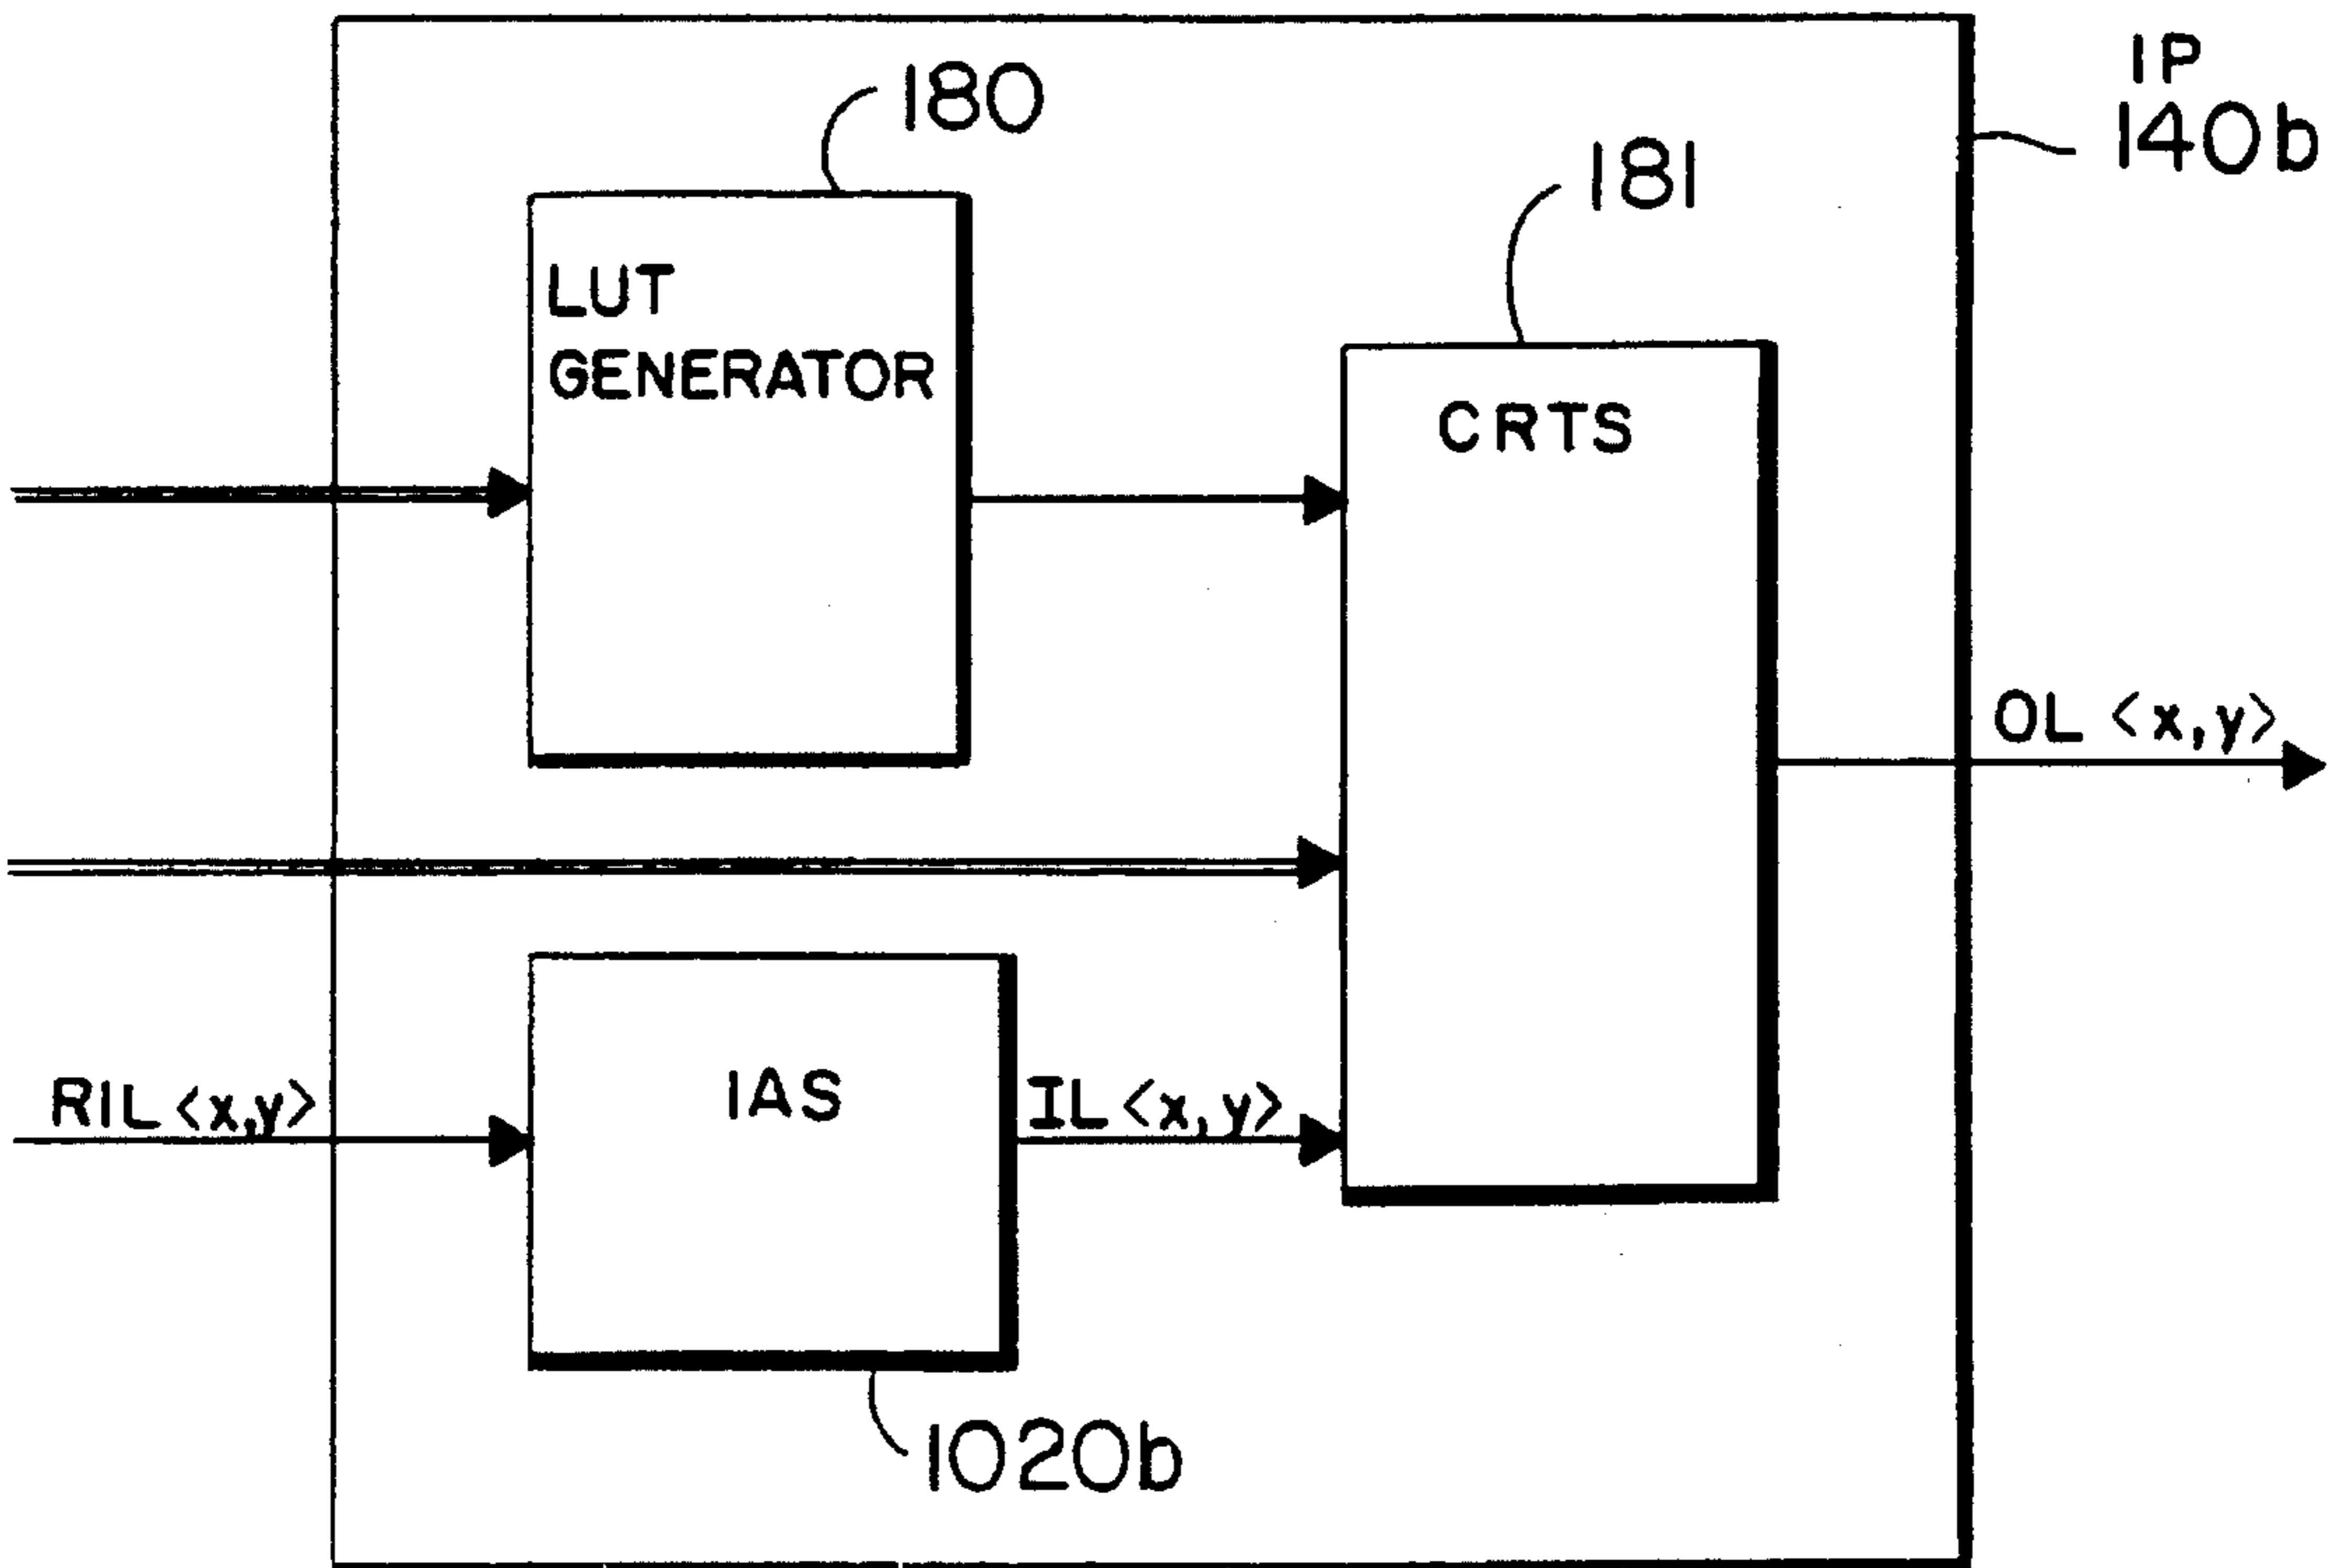 IP
140b
180
181
LUT
GENERATOR
CRTS
OL <x,y>
RIL <x,y>
IAS
IL <x,y>
1020b